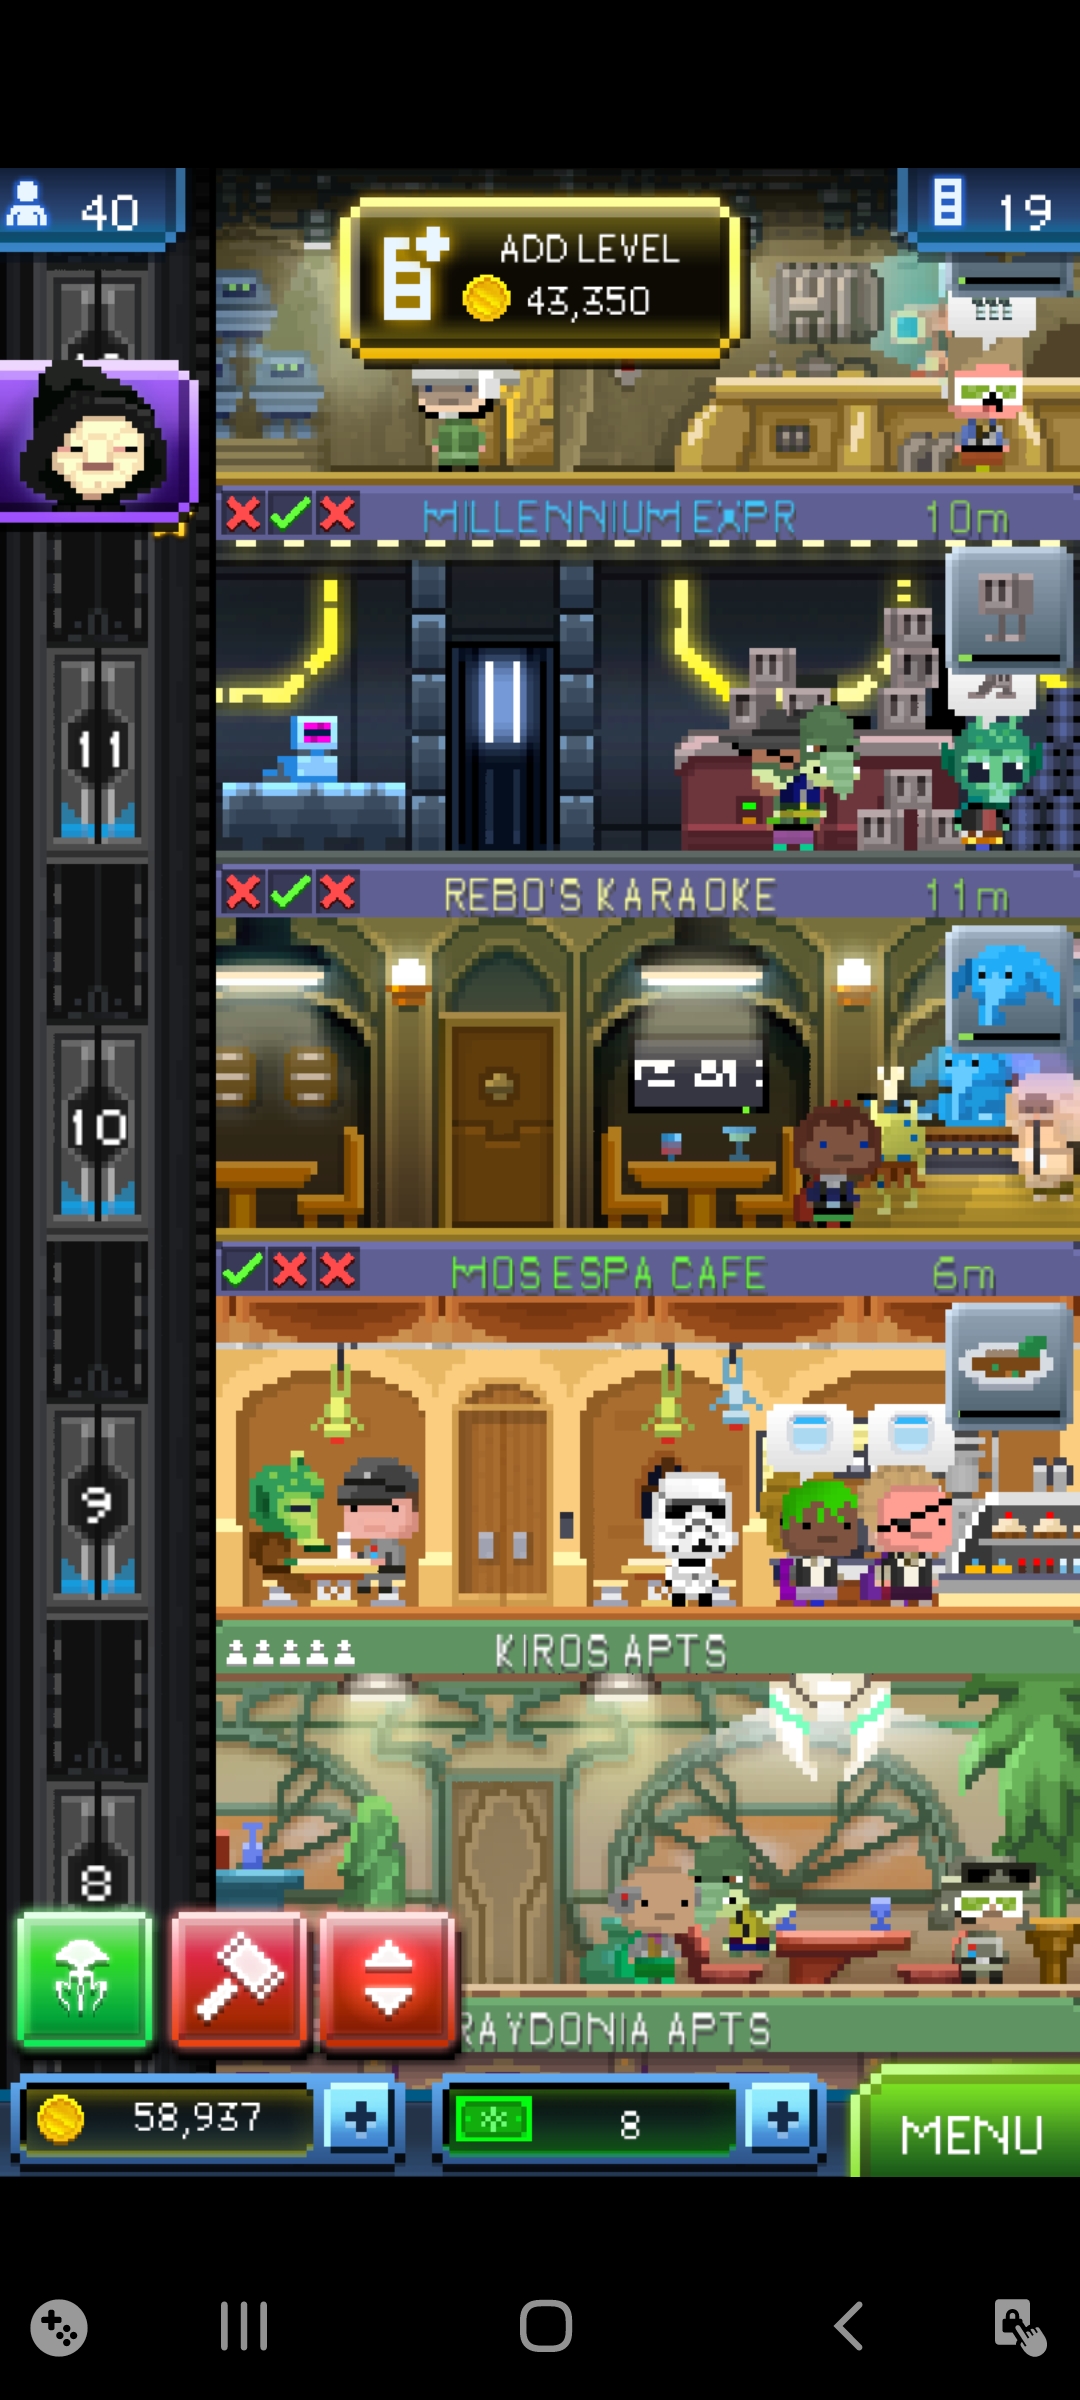 40
19
ADD LEVEL
43,350
MILLENNIUM EXPR 10m
11
REBO'S KARAOKE 11m
10
MOS ESPA CAFE 6m
9
KIROS APTS
8
RAYDONIA APTS
58,937
8
MENU